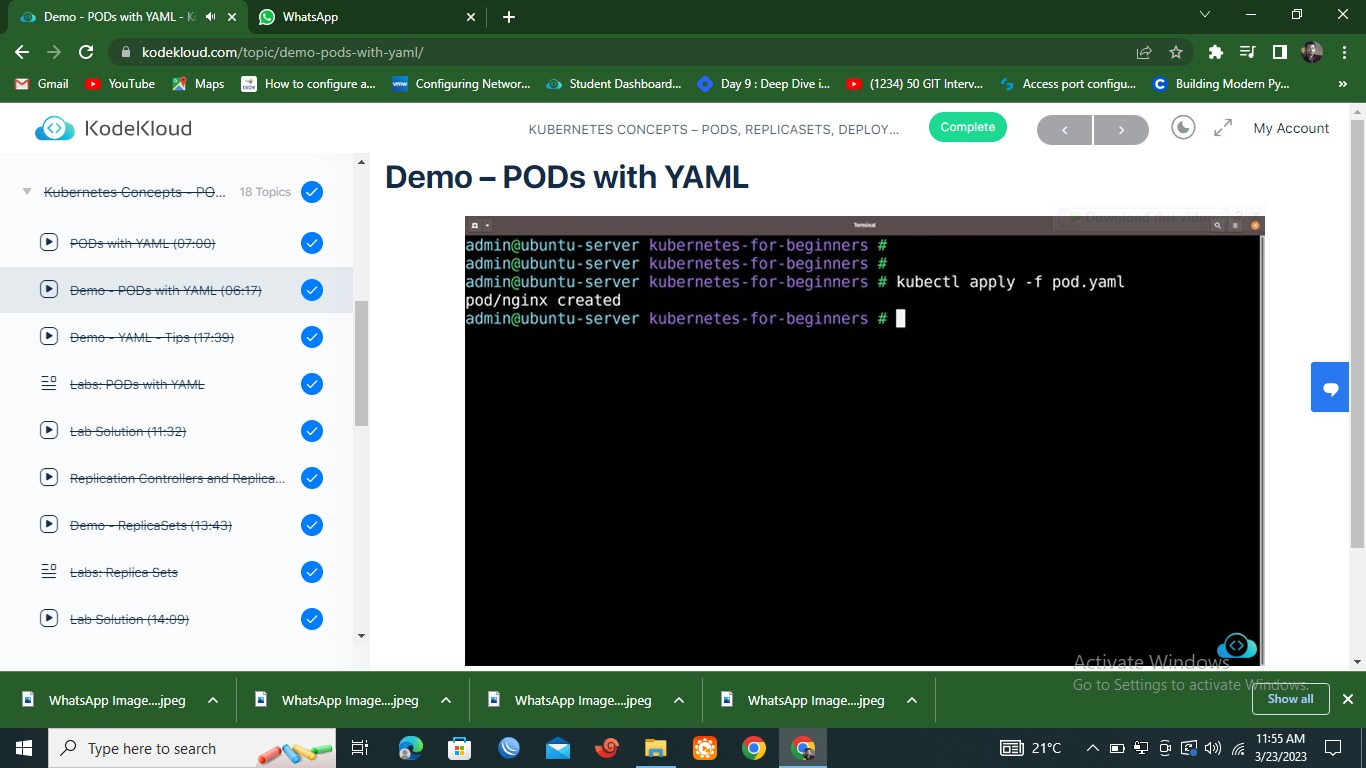 Demo - PODs with YAML - K
WhatsApp
kodekloud.com/topic/demo-pods-with-yaml/
Gmail
YouTube
Maps
How to configure a...
Configuring Networ...
Student Dashboard...
Day 9 : Deep Dive i...
(1234) 50 GIT Interv...
Access port configu...
Building Modern Py...
»
KodeKloud
KUBERNETES CONCEPTS – PODS, REPLICASETS, DEPLOY...
Complete
My Account
Kubernetes Concepts - PO...
18 Topics
PODs with YAML (07:00)
Demo - PODs with YAML (06:17)
Demo - YAML - Tips (17:39)
Labs: PODs with YAML
Lab Solution (11:32)
Replication Controllers and Replica...
Demo - ReplicaSets (13:43)
Labs: Replica Sets
Lab Solution (14:09)
Demo – PODs with YAML
Download this video
Terminal
admin@ubuntu-server kubernetes-for-beginners #
admin@ubuntu-server kubernetes-for-beginners #
admin@ubuntu-server kubernetes-for-beginners # kubectl apply -f pod.yaml
pod/nginx created
admin@ubuntu-server kubernetes-for-beginners #
Activate Windows
Go to Settings to activate Windows.
WhatsApp Image....jpeg
WhatsApp Image....jpeg
WhatsApp Image....jpeg
WhatsApp Image....jpeg
Show all
Type here to search
21°C
11:55 AM
3/23/2023